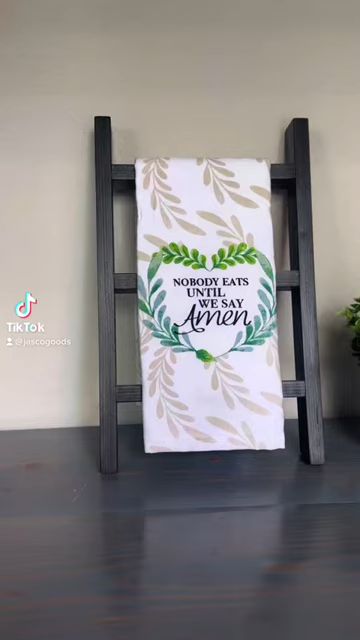 NOBODY EATS
UNTIL
WE SAY
Amen
TikTok
@jascogoods